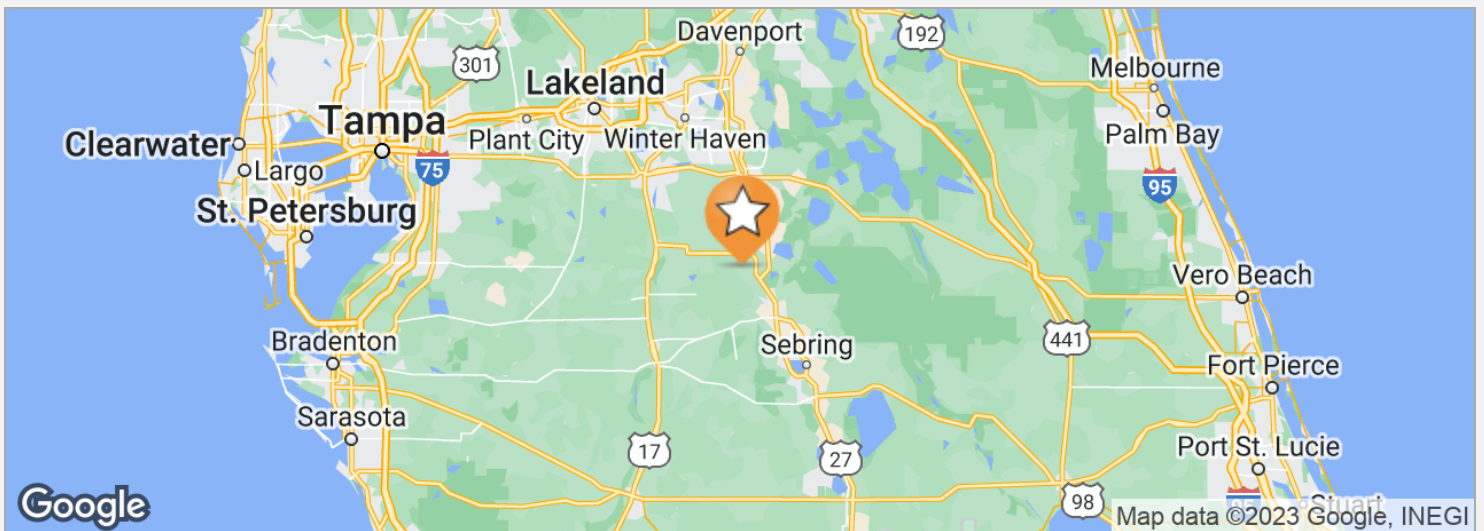 Davenport
192
301
Melbourne
Lakeland
Tampa
Plant City
Winter Haven
Palm Bay
Clearwater
Largo
75
95
St. Petersburg
Vero Beach
Bradenton
Sebring
441
Fort Pierce
Sarasota
17
27
Port St. Lucie
98
95
Stuart
Google
Map data ©2023 Google, INEGI